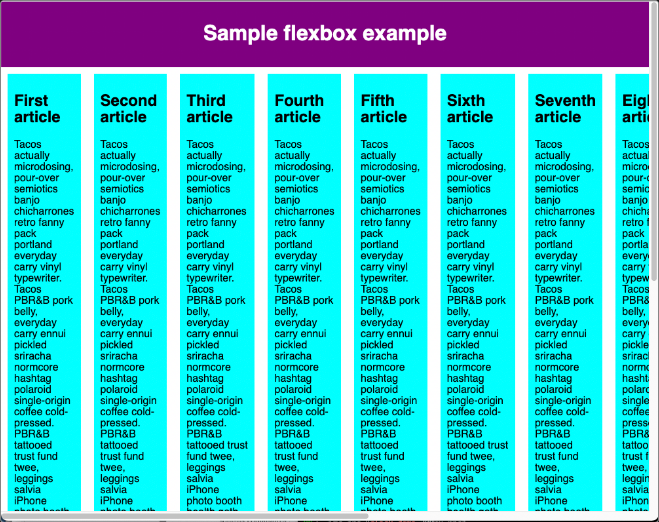 Sample flexbox example
First
article
Tacos
actually
microdosing,
pour-over
semiotics
banjo
chicharrones
retro fanny
pack
portland
everyday
carry vinyl
typewriter.
Tacos
PBR&B pork
belly,
everyday
carry ennui
pickled
sriracha
normcore
hashtag
polaroid
single-origin
coffee cold-
pressed.
PBR&B
tattooed
trust fund
twee,
leggings
salvia
iPhone
Second
article
Tacos
actually
microdosing,
pour-over
semiotics
banjo
chicharrones
retro fanny
pack
portland
everyday
carry vinyl
typewriter.
Tacos
PBR&B pork
belly,
everyday
carry ennui
pickled
sriracha
normcore
hashtag
polaroid
single-origin
coffee cold-
pressed.
PBR&B
tattooed
trust fund
twee,
leggings
salvia
iPhone
Third
article
Tacos
actually
microdosing,
pour-over
semiotics
banjo
chicharrones
retro fanny
pack
portland
everyday
carry vinyl
typewriter.
Tacos
PBR&B pork
belly,
everyday
carry ennui
pickled
sriracha
normcore
hashtag
polaroid
single-origin
coffee cold-
pressed.
PBR&B
tattooed trust
fund twee,
leggings
salvia
iPhone
photo booth
Fourth
article
Tacos
actually
microdosing,
pour-over
semiotics
banjo
chicharrones
retro fanny
pack
portland
everyday
carry vinyl
typewriter.
Tacos
PBR&B pork
belly,
everyday
carry ennui
pickled
sriracha
normcore
hashtag
polaroid
single-origin
coffee cold-
pressed.
PBR&B
tattooed
trust fund
twee,
leggings
salvia
iPhone
Fifth
article
Tacos
actually
microdosing,
pour-over
semiotics
banjo
chicharrones
retro fanny
pack
portland
everyday
carry vinyl
typewriter.
Tacos
PBR&B pork
belly,
everyday
carry ennui
pickled
sriracha
normcore
hashtag
polaroid
single-origin
coffee cold-
pressed.
PBR&B
tattooed
trust fund
twee,
leggings
salvia
iPhone
Sixth
article
Tacos
actually
microdosing,
pour-over
semiotics
banjo
chicharrones
retro fanny
pack
portland
everyday
carry vinyl
typewriter.
Tacos
PBR&B pork
belly,
everyday
carry ennui
pickled
sriracha
normcore
hashtag
polaroid
single-origin
coffee cold-
pressed.
PBR&B
tattooed trust
fund twee,
leggings
salvia
iPhone
photo booth
Seventh
article
Tacos
actually
microdosing,
pour-over
semiotics
banjo
chicharrones
retro fanny
pack
portland
everyday
carry vinyl
typewriter.
Tacos
PBR&B pork
belly,
everyday
carry ennui
pickled
sriracha
normcore
hashtag
polaroid
single-origin
coffee cold-
pressed.
PBR&B
tattooed
trust fund
twee,
leggings
salvia
iPhone